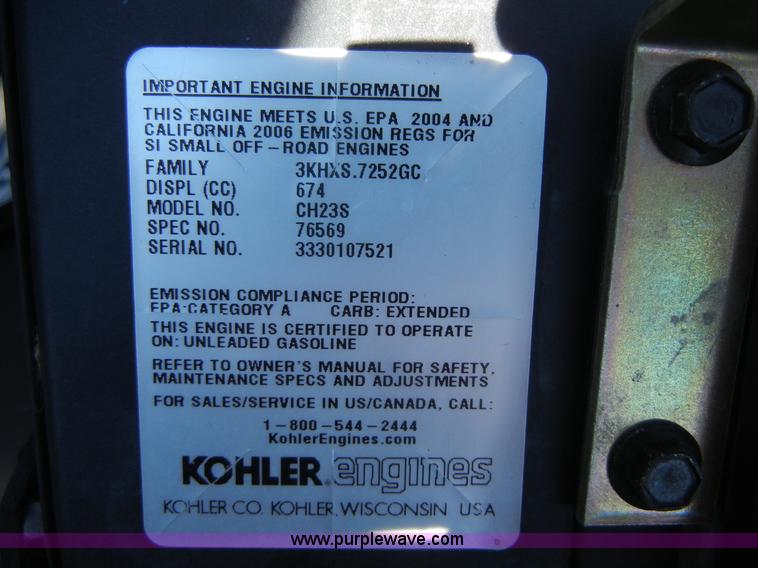 IMPORTANT ENGINE INFORMATION
THIS ENGINE MEETS U.S. EPA 2004 AND
CALIFORNIA 2006 EMISSION REGS FOR
SI SMALL OFF-ROAD ENGINES
FAMILY 3KHXS.7252GC
DISPL (CC) 674
MODEL NO. CH23S
SPEC NO. 76569
SERIAL NO. 3330107521
EMISSION COMPLIANCE PERIOD:
EPA:CATEGORY A CARB: EXTENDED
THIS ENGINE IS CERTIFIED TO OPERATE
ON: UNLEADED GASOLINE
REFER TO OWNER'S MANUAL FOR SAFETY,
MAINTENANCE SPECS AND ADJUSTMENTS
FOR SALES/SERVICE IN US/CANADA, CALL:
1-800-544-2444
KohlerEngines.com
KOHLER engines
KOHLER CO. KOHLER, WISCONSIN USA
www.purplewave.com